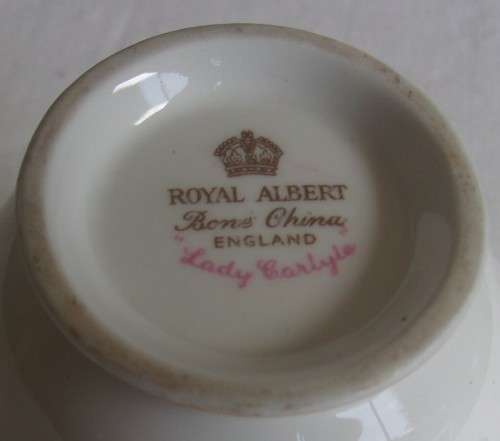 ROYAL ALBERT
Bone China
ENGLAND
"Lady Carlyle"